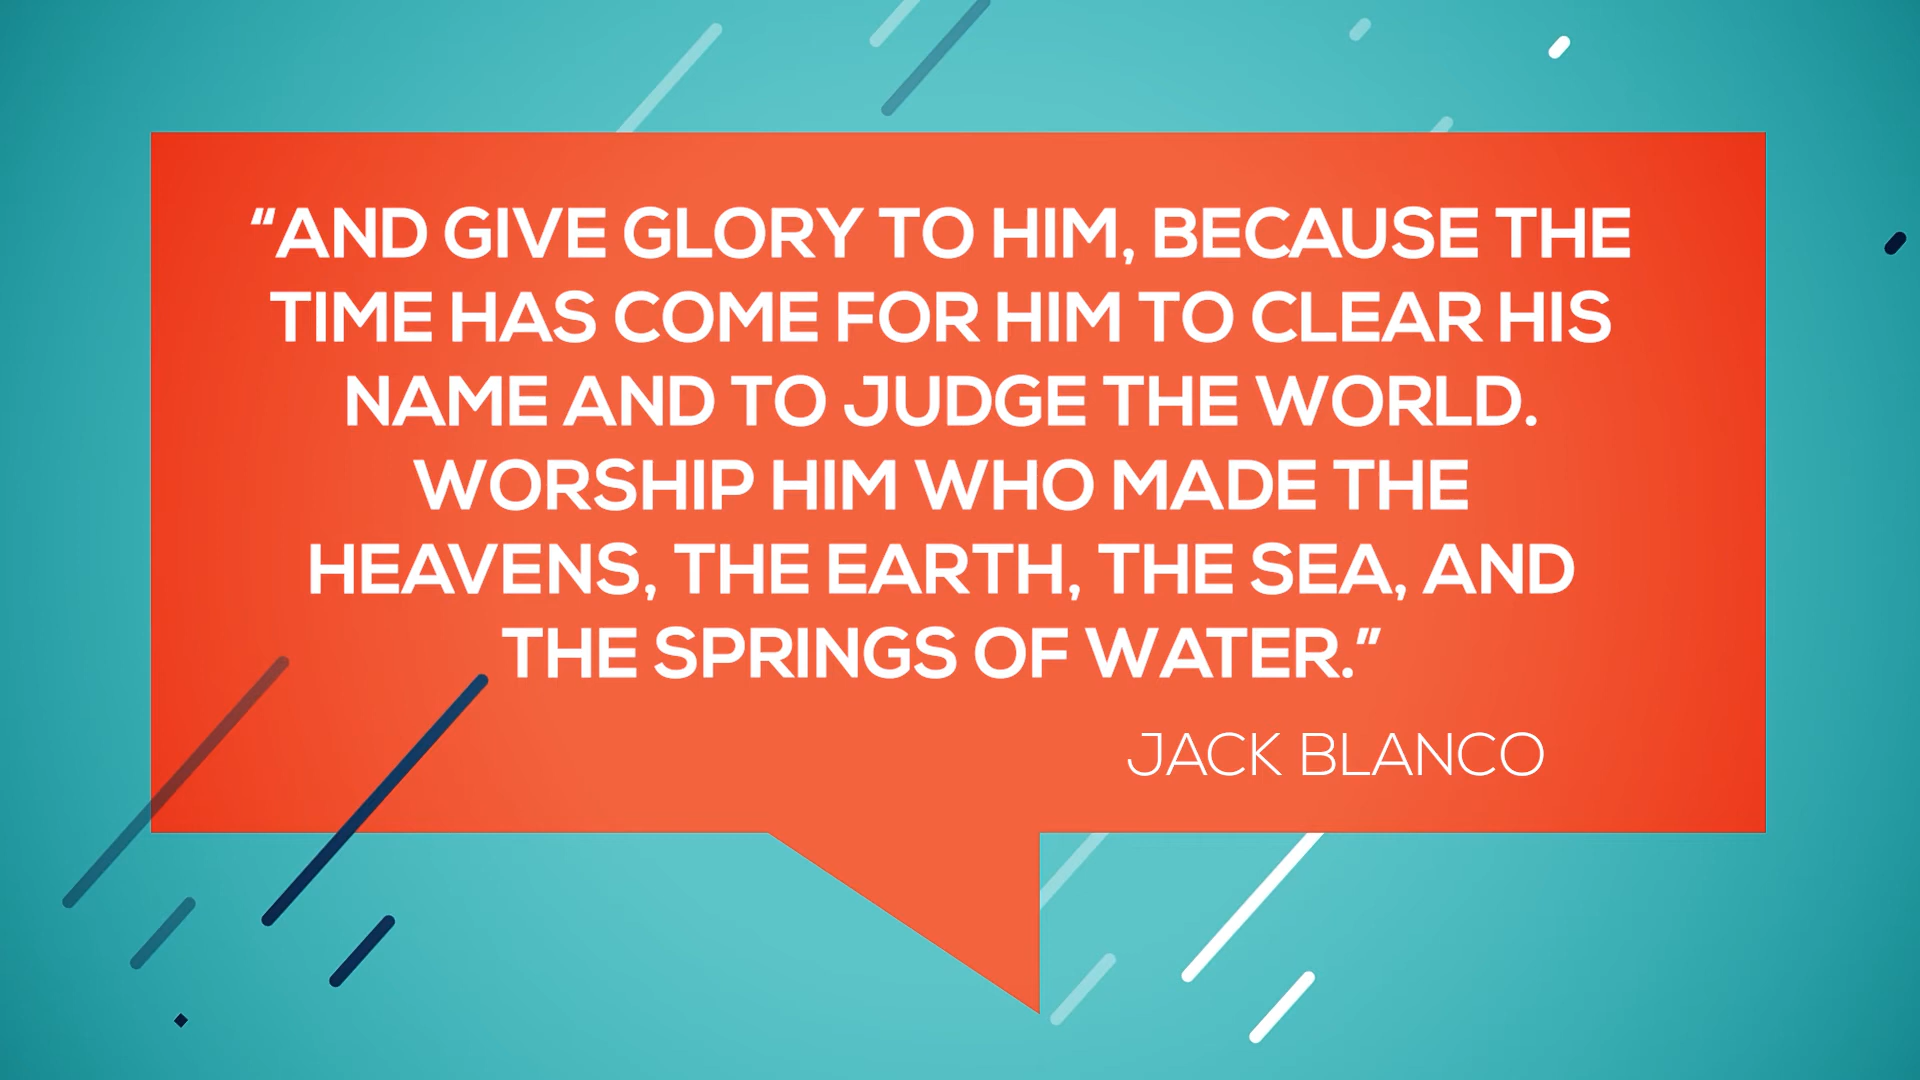 “AND GIVE GLORY TO HIM, BECAUSE THE
TIME HAS COME FOR HIM TO CLEAR HIS
NAME AND TO JUDGE THE WORLD.
WORSHIP HIM WHO MADE THE
HEAVENS, THE EARTH, THE SEA, AND
THE SPRINGS OF WATER.”
JACK BLANCO